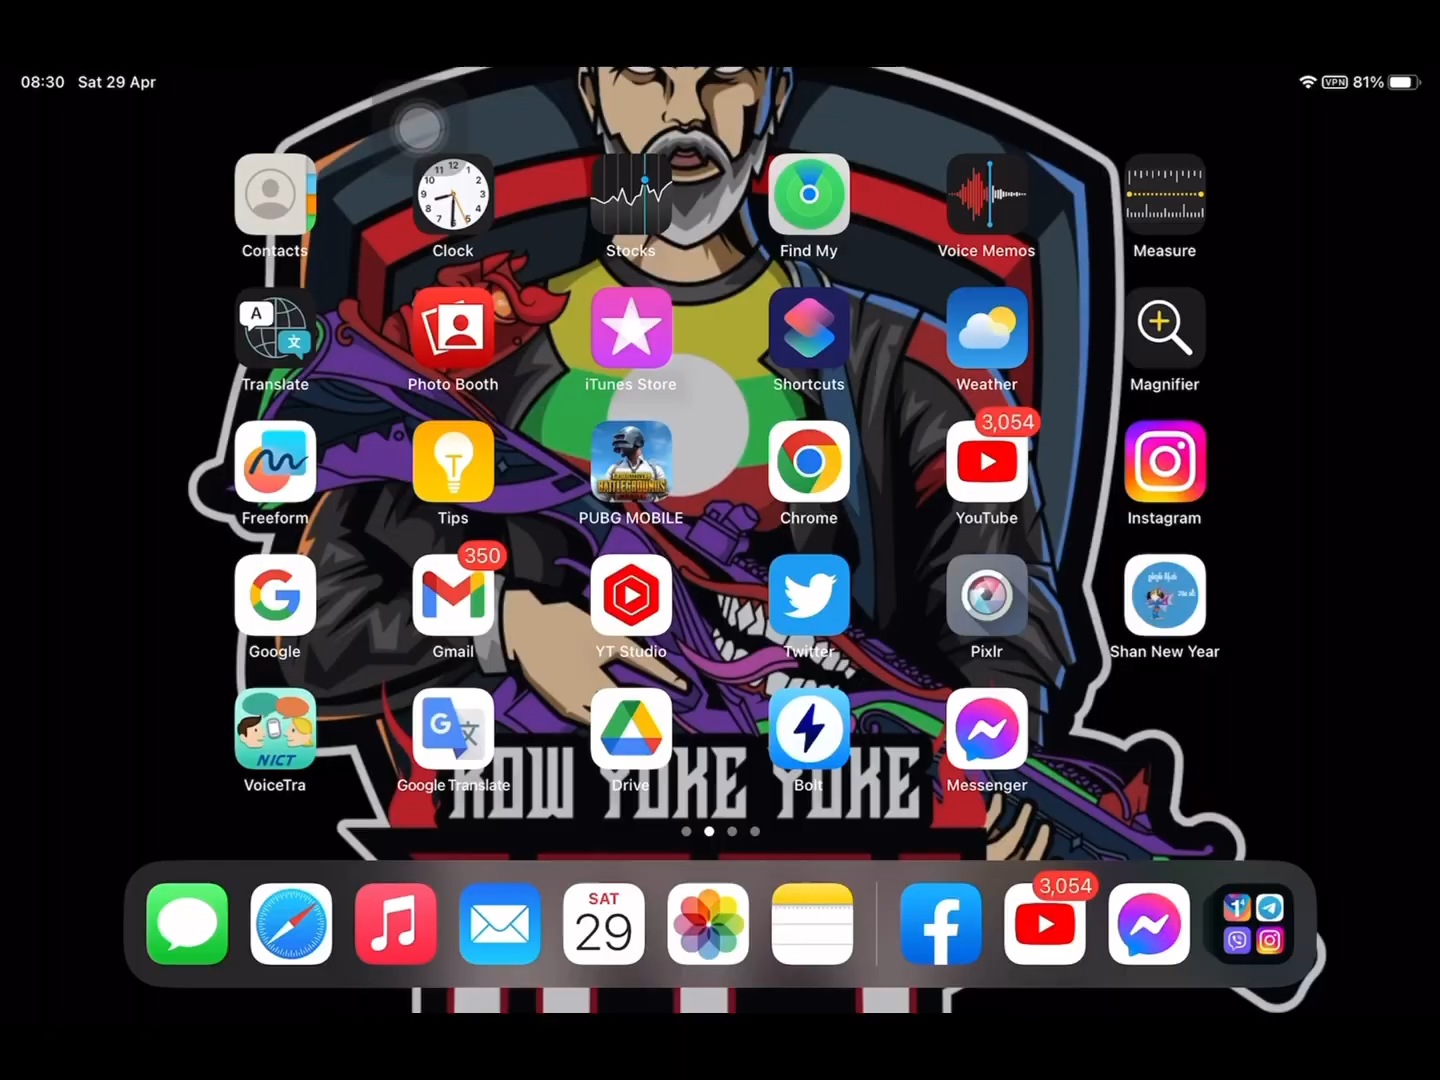 08:30 Sat 29 Apr
VPN 81%
Contacts
Clock
Stocks
Find My
Voice Memos
Measure
Translate
Photo Booth
iTunes Store
Shortcuts
Weather
Magnifier
3,054
Freeform
Tips
BATTLEGROUNDS
PUBG MOBILE
Chrome
YouTube
Instagram
350
Google
Gmail
YT Studio
Twitter
Pixlr
Shan New Year
NICT
VoiceTra
Google Translate
Drive
Bolt
Messenger
YOKE YOKE
3,054
SAT
29